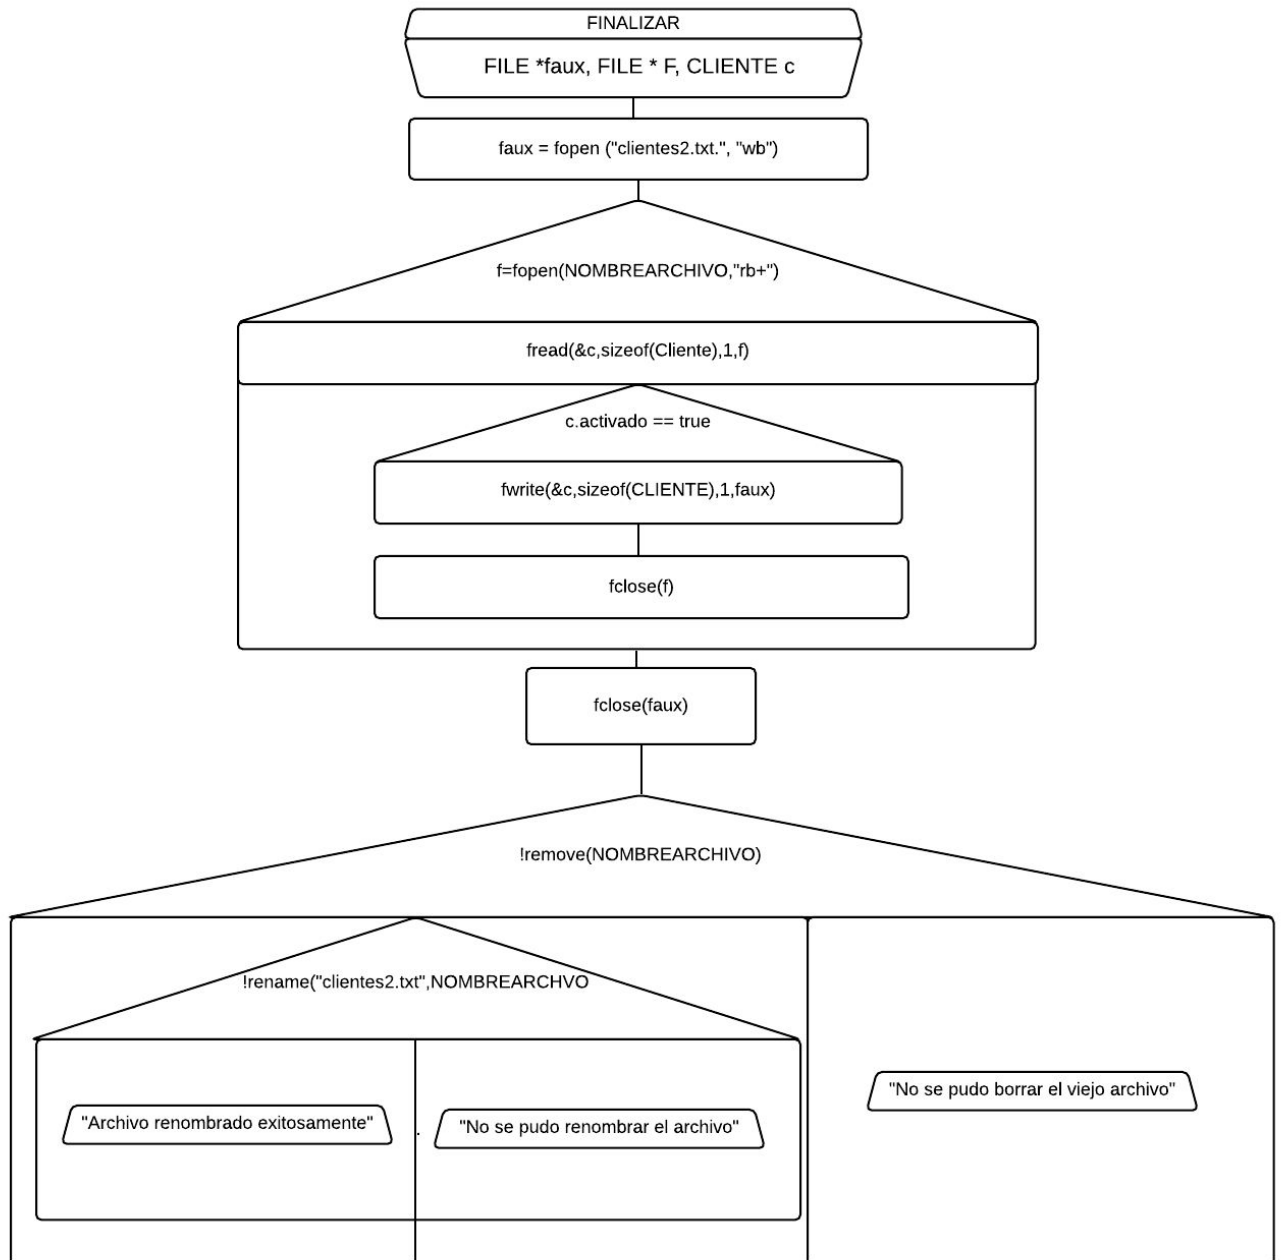 FINALIZAR
FILE *faux, FILE * F, CLIENTE c
faux = fopen ("clientes2.txt.", "wb")
f=fopen(NOMBREARCHIVO,"rb+")
fread(&c,sizeof(Cliente),1,f)
c.activado == true
fwrite(&c,sizeof(CLIENTE),1,faux)
fclose(f)
fclose(faux)
!remove(NOMBREARCHIVO)
!rename("clientes2.txt",NOMBREARCHVO
"No se pudo borrar el viejo archivo"
"Archivo renombrado exitosamente"
"No se pudo renombrar el archivo"